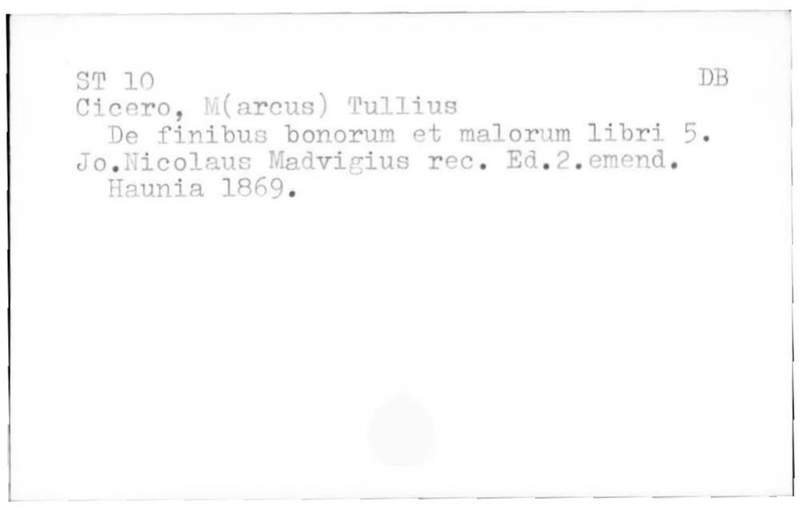 ST 10 DB
Cicero, M(arcus) Tullius
De finibus bonorum et malorum libri 5.
Jo.Nicolaus Madvigius rec. Ed.2.emend.
Haunia 1869.